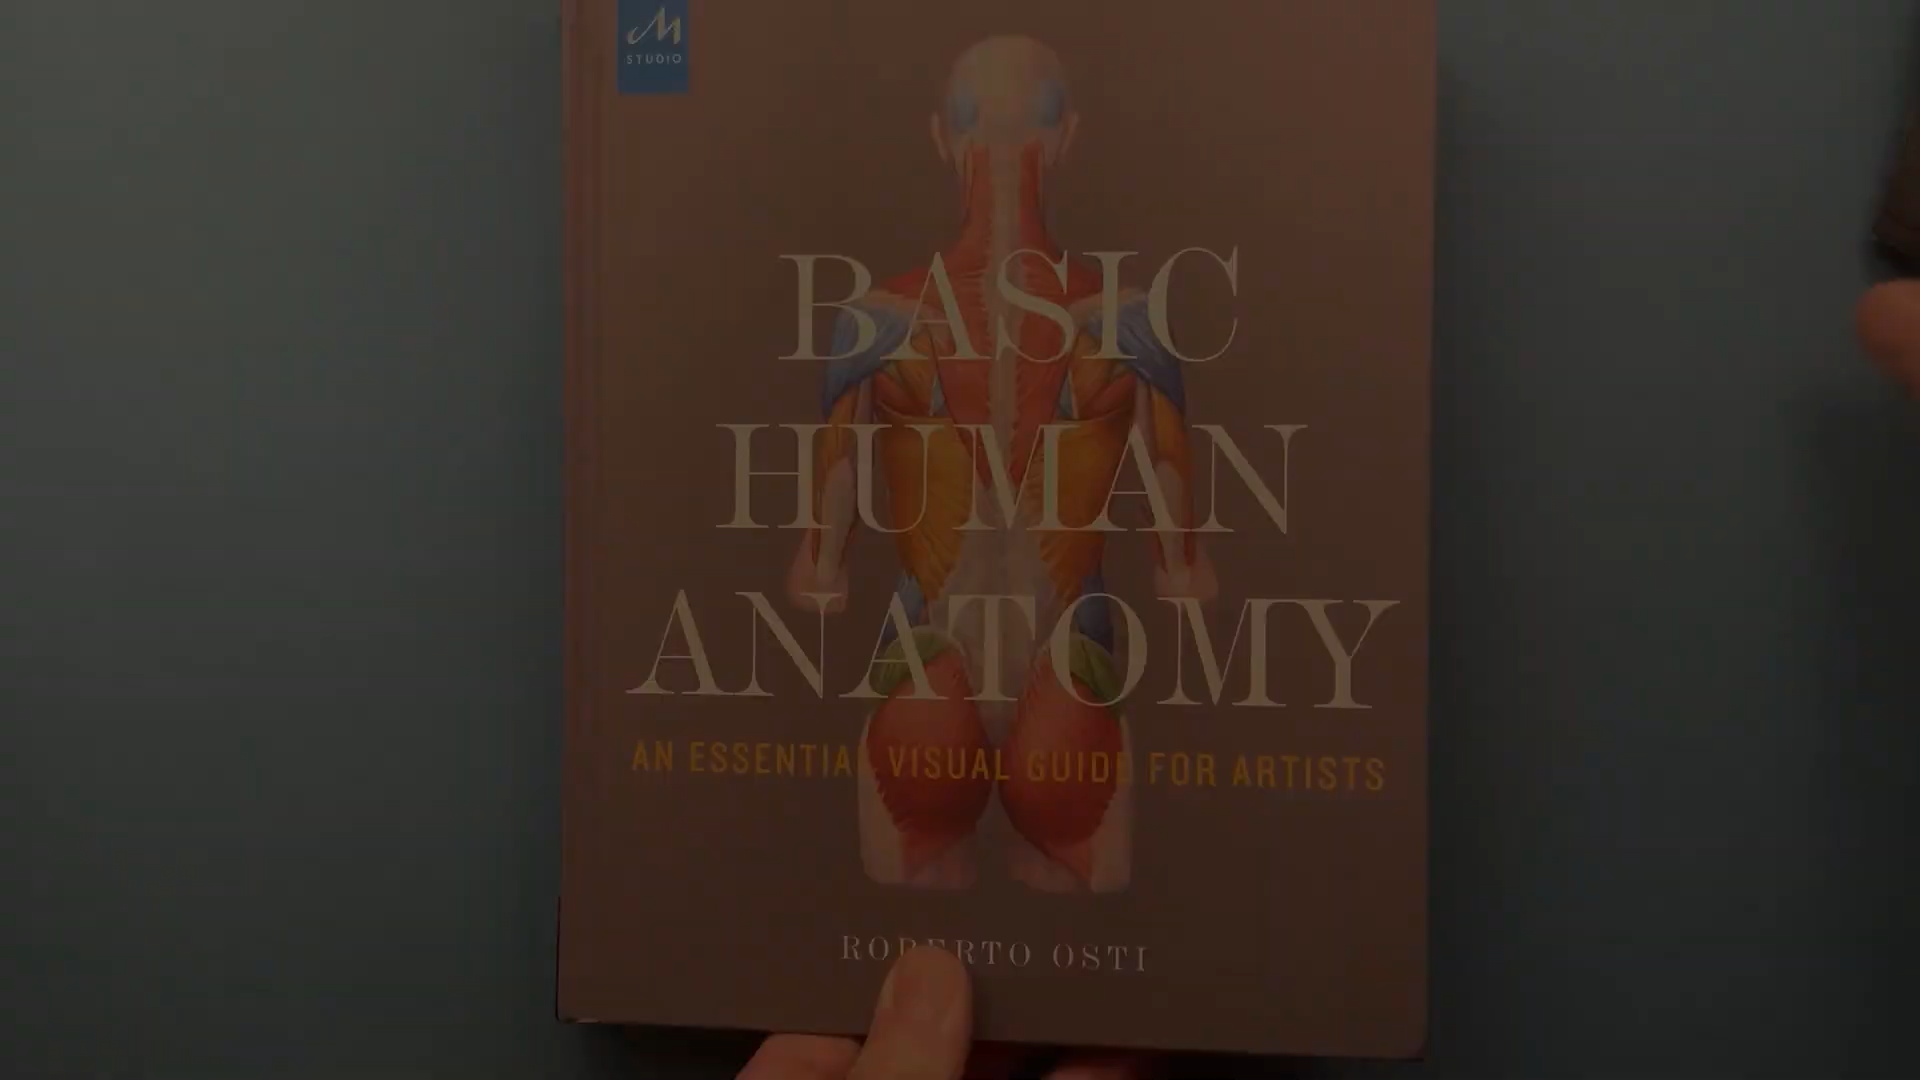 M
STUDIO
BASIC
HUMAN
ANATOMY
AN ESSENTIAL VISUAL GUIDE FOR ARTISTS
ROBERTO OSTI